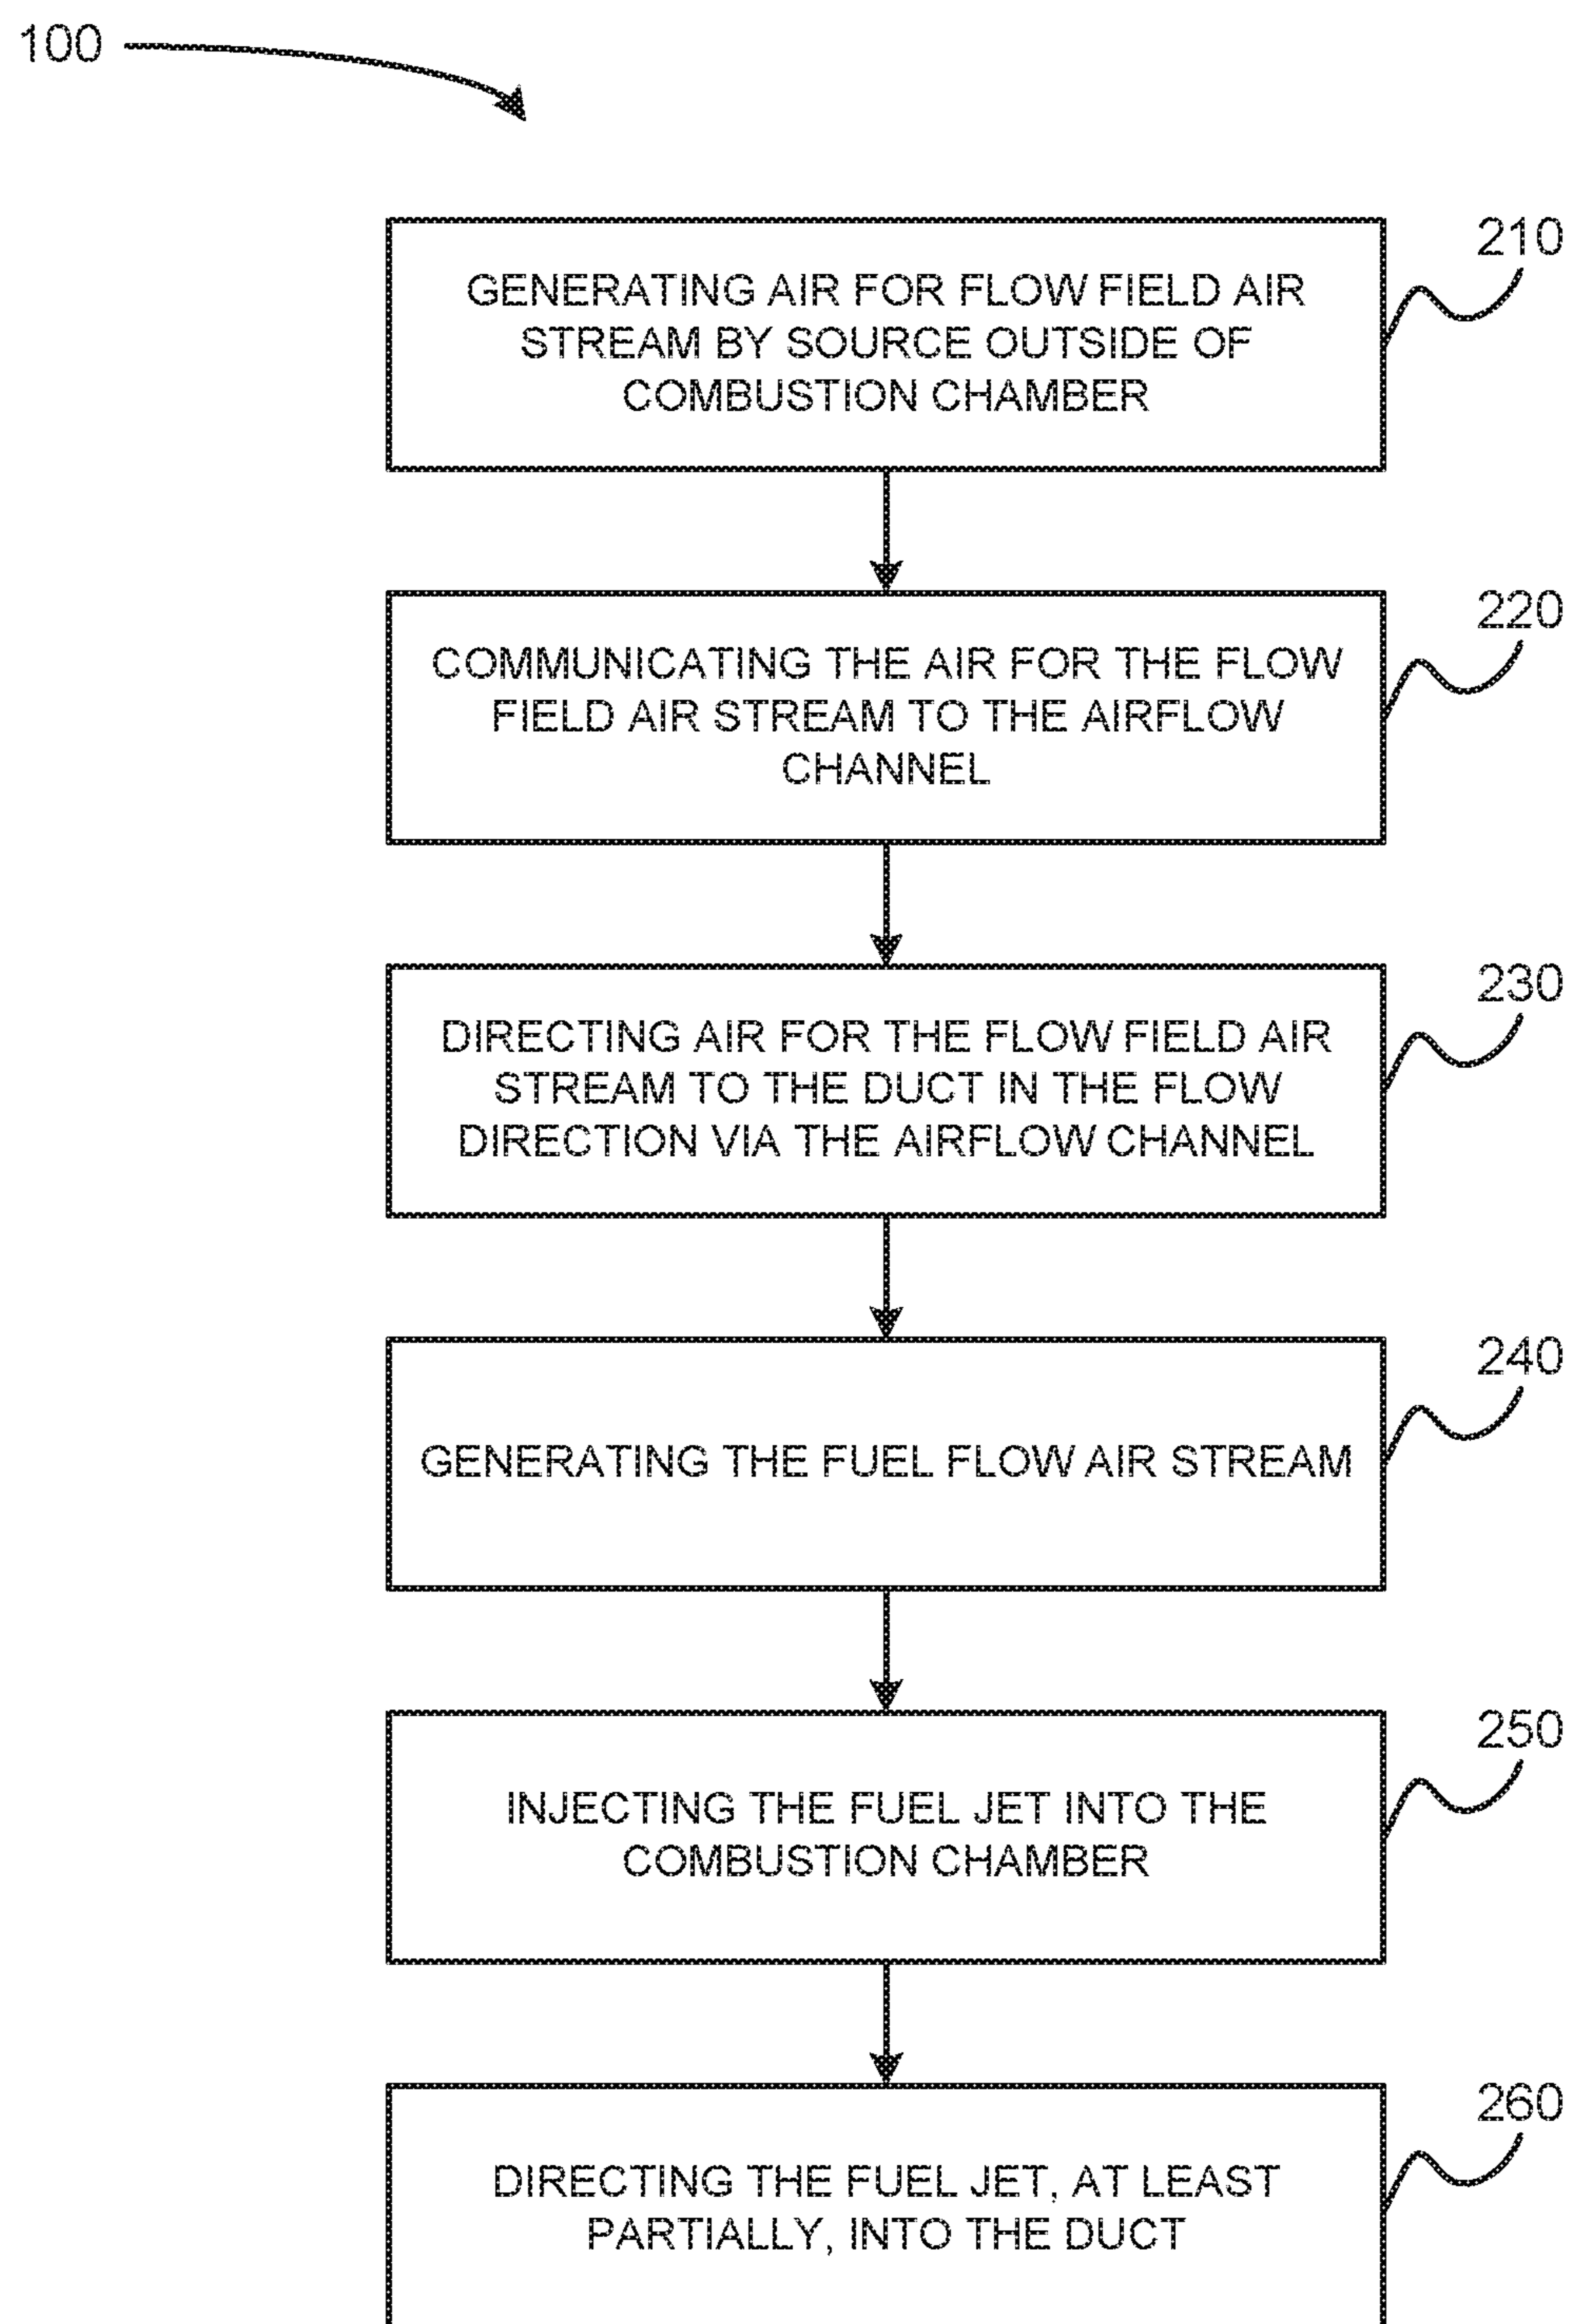 100
210
GENERATING AIR FOR FLOW FIELD AIR
STREAM BY SOURCE OUTSIDE OF
COMBUSTION CHAMBER
220
COMMUNICATING THE AIR FOR THE FLOW
FIELD AIR STREAM TO THE AIRFLOW
CHANNEL
230
DIRECTING AIR FOR THE FLOW FIELD AIR
STREAM TO THE DUCT IN THE FLOW
DIRECTION VIA THE AIRFLOW CHANNEL
240
GENERATING THE FUEL FLOW AIR STREAM
250
INJECTING THE FUEL JET INTO THE
COMBUSTION CHAMBER
260
DIRECTING THE FUEL JET, AT LEAST
PARTIALLY, INTO THE DUCT